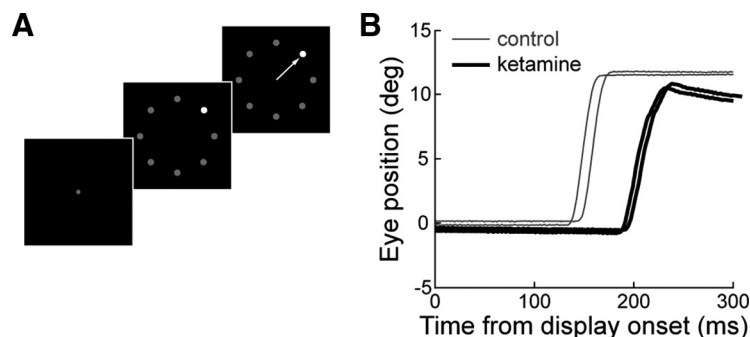 A
B
control
ketamine
Eye position (deg)
15
10
5
0
-5
0
100
200
300
Time from display onset (ms)